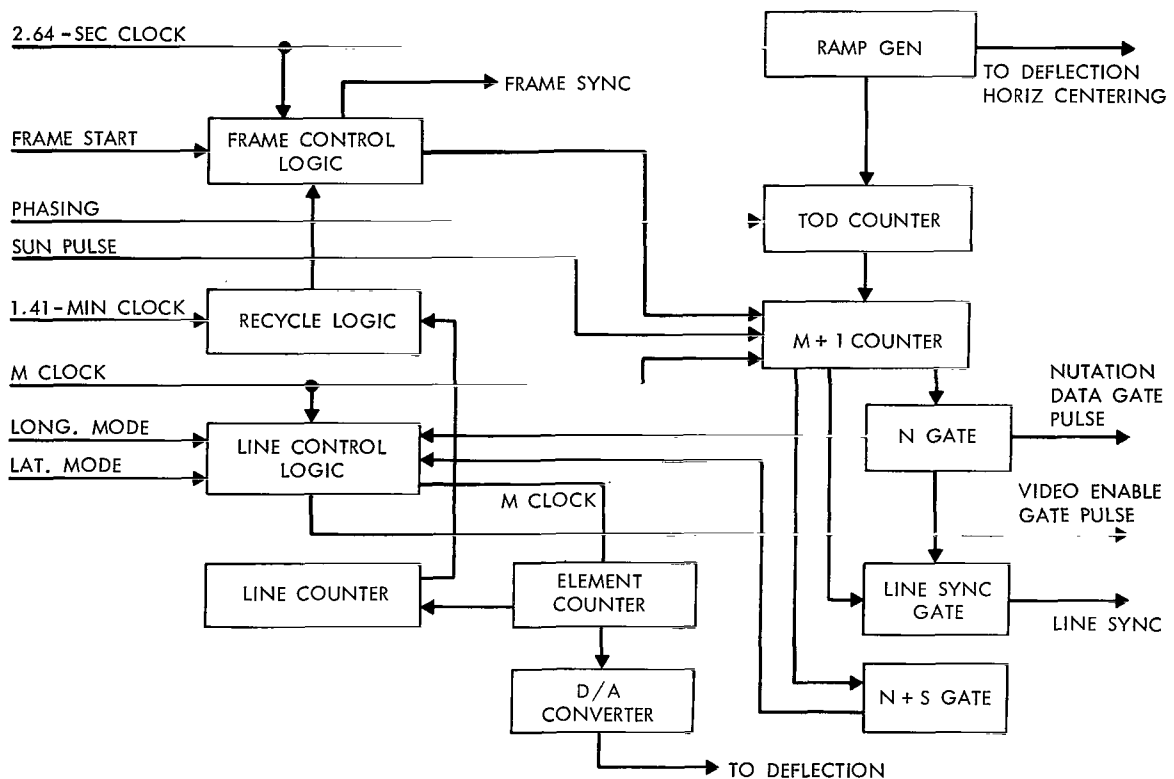 2.64-SEC CLOCK
FRAME SYNC
RAMP GEN
TO DEFLECTION
HORIZ CENTERING
FRAME START
FRAME CONTROL
LOGIC
PHASING
TOD COUNTER
SUN PULSE
1.41-MIN CLOCK
RECYCLE LOGIC
M + 1 COUNTER
M CLOCK
NUTATION
DATA GATE
PULSE
LONG. MODE
LAT. MODE
LINE CONTROL
LOGIC
N GATE
M CLOCK
VIDEO ENABLE
GATE PULSE
LINE COUNTER
ELEMENT
COUNTER
LINE SYNC
GATE
LINE SYNC
D/A
CONVERTER
N + S GATE
TO DEFLECTION